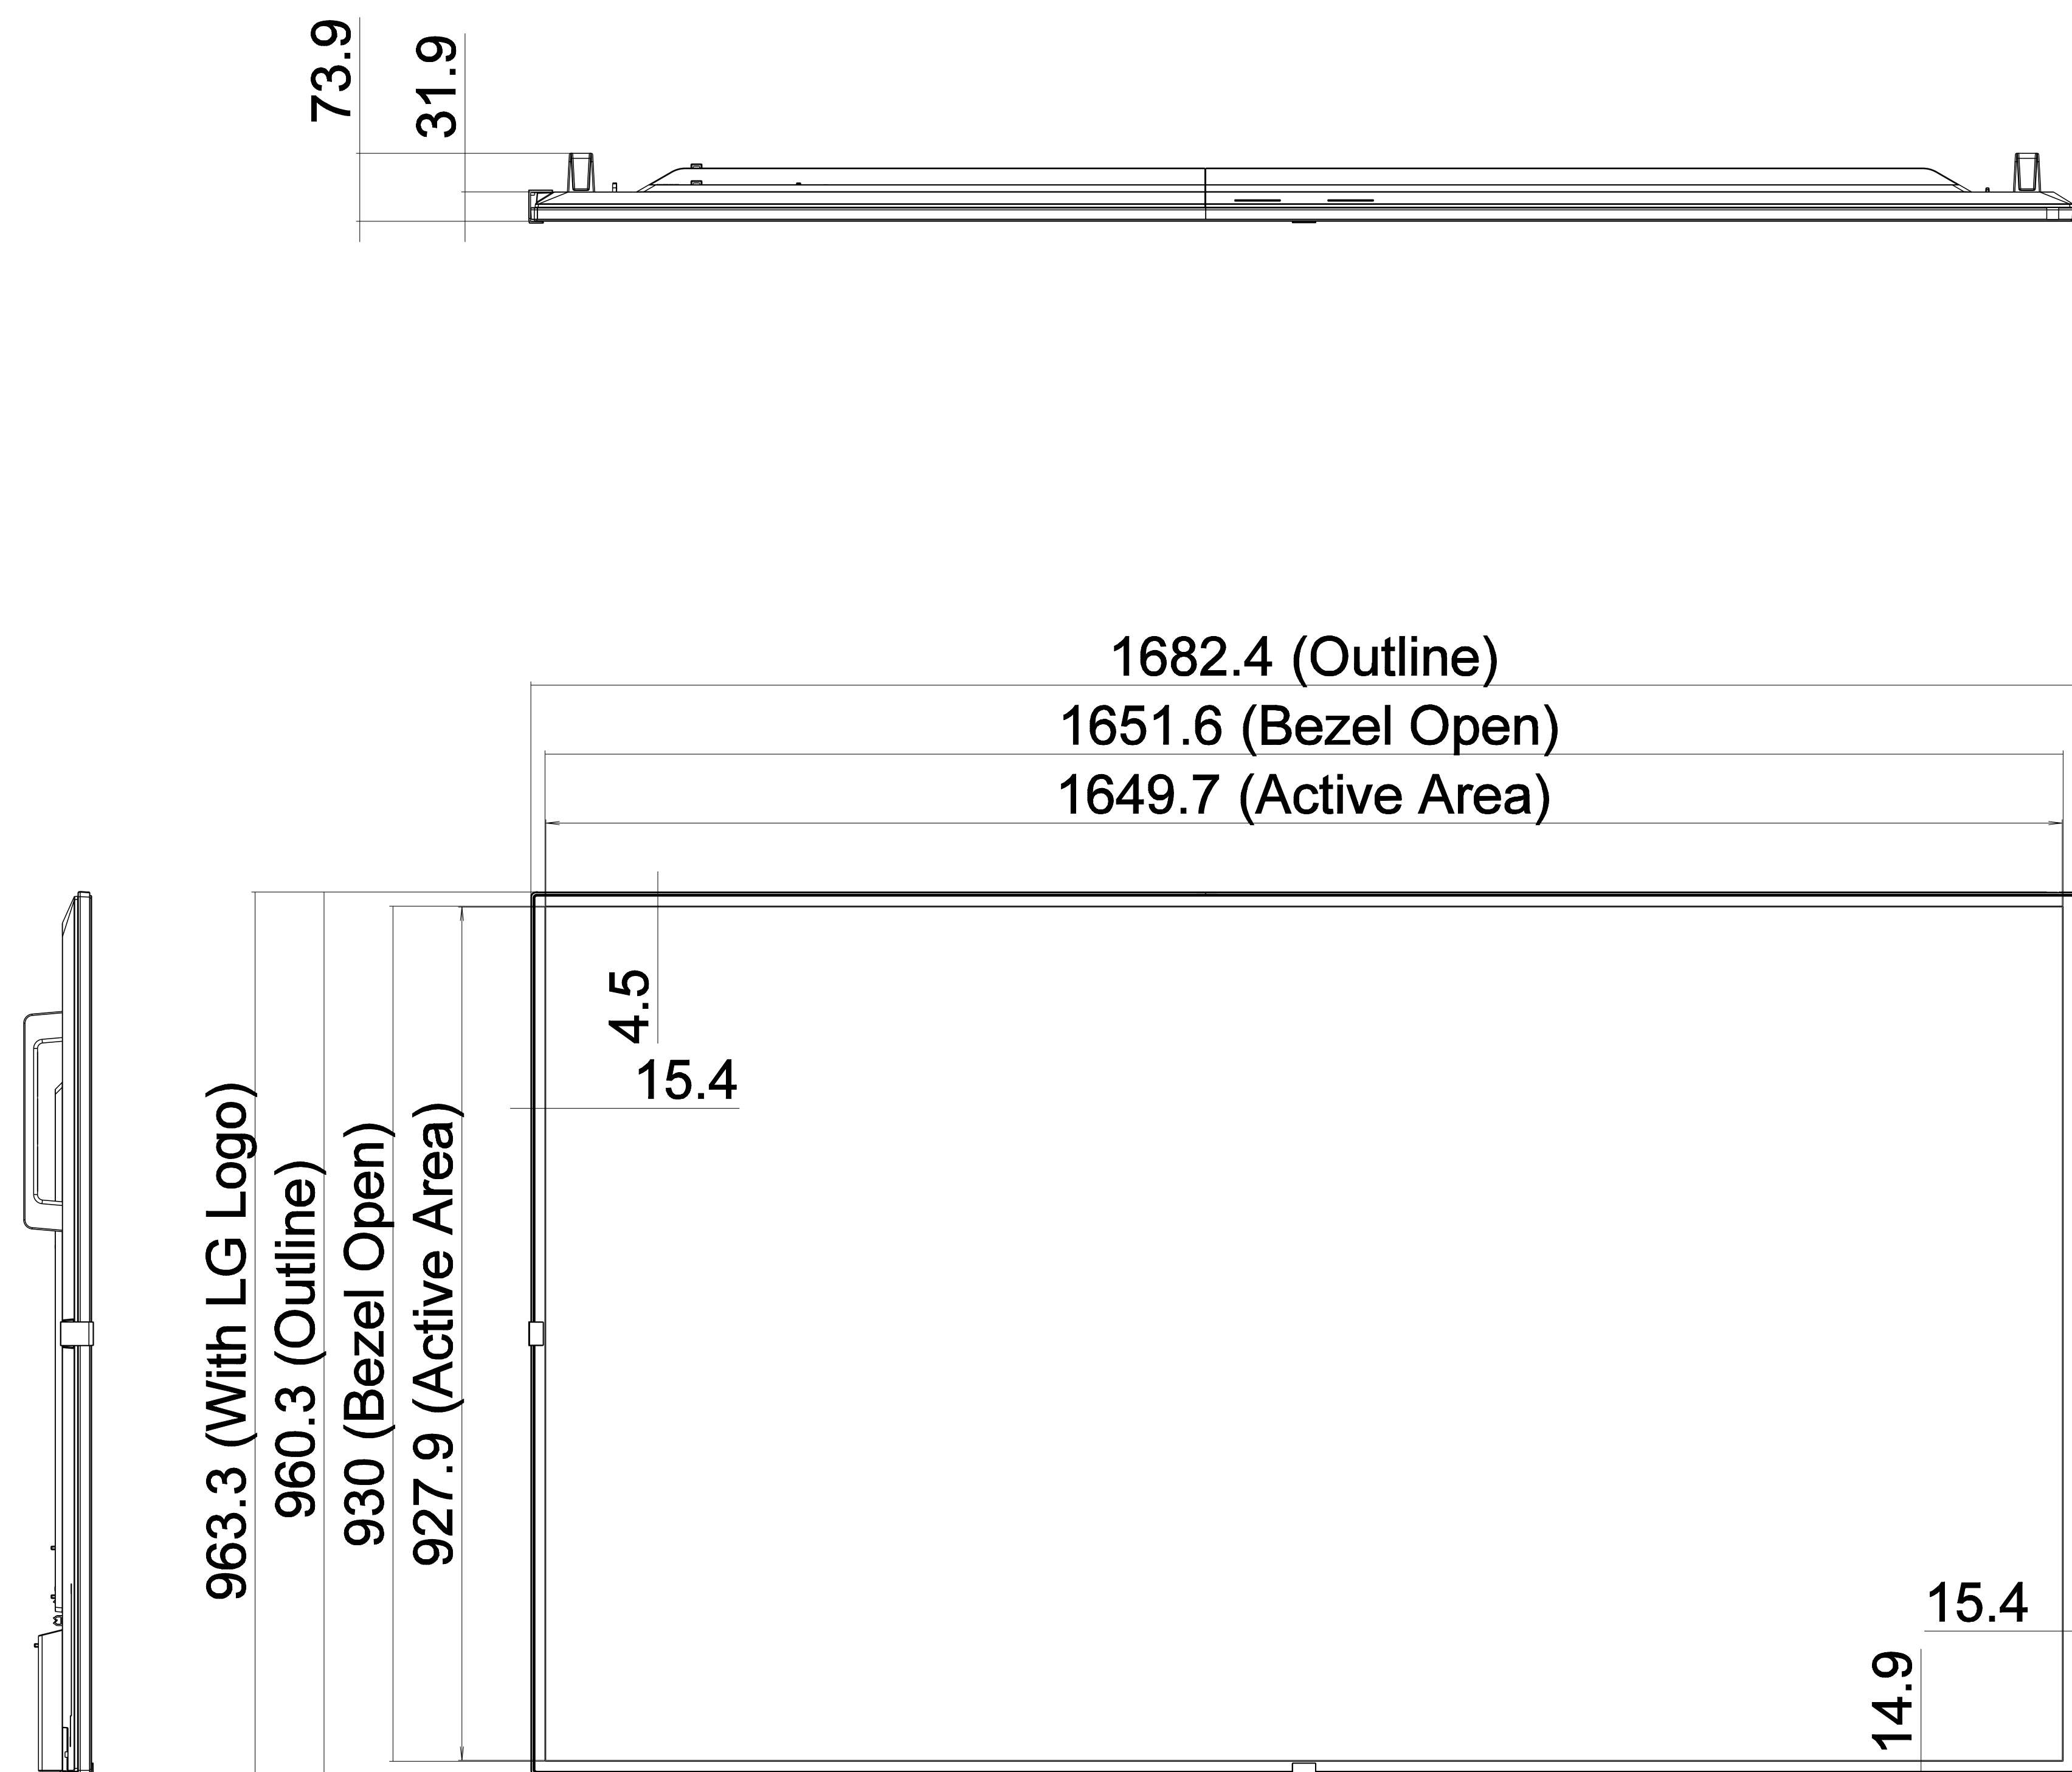 73.9
31.9
1682.4 (Outline)
1651.6 (Bezel Open)
1649.7 (Active Area)
963.3 (With LG Logo)
960.3 (Outline)
930 (Bezel Open)
927.9 (Active Area)
4.5
15.4
15.4
14.9